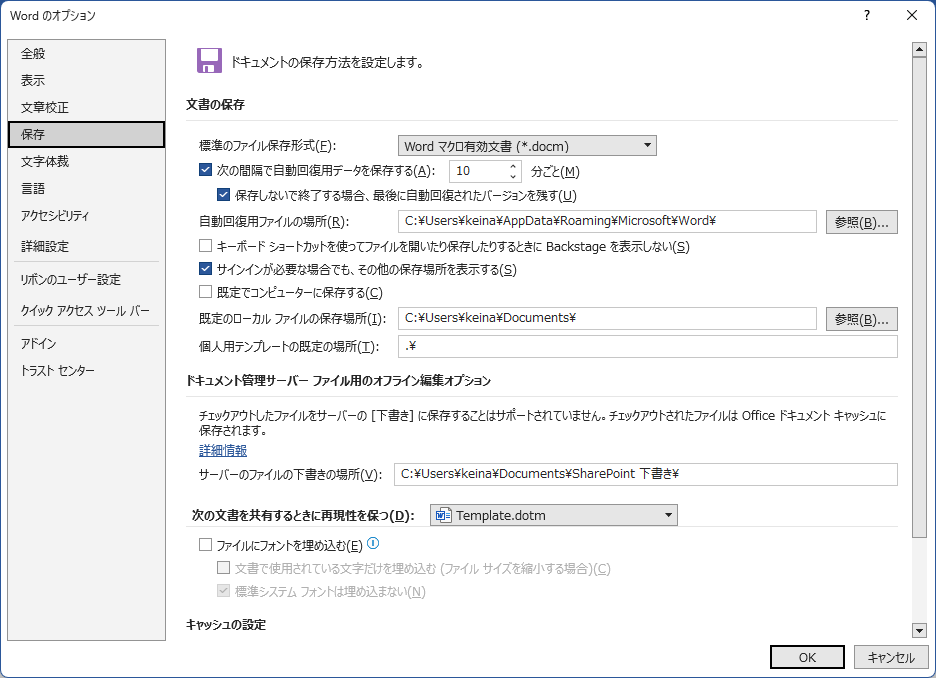 Word のオプション
?
全般
表示
文章校正
保存
文字体裁
言語
アクセシビリティ
詳細設定
リボンのユーザー設定
クイック アクセス ツール バー
アドイン
トラスト センター
ドキュメントの保存方法を設定します。
文書の保存
標準のファイル保存形式(F): Word マクロ有効文書 (*.docm)
次の間隔で自動回復用データを保存する(A): 10 分ごと(M)
保存しないで終了する場合、最後に自動回復されたバージョンを残す(U)
自動回復用ファイルの場所(R): C:¥Users¥keina¥AppData¥Roaming¥Microsoft¥Word¥ 参照(B)...
キーボード ショートカットを使ってファイルを開いたり保存したりするときに Backstage を表示しない(S)
サインインが必要な場合でも、その他の保存場所を表示する(S)
既定でコンピューターに保存する(C)
既定のローカル ファイルの保存場所(I): C:¥Users¥keina¥Documents¥ 参照(B)...
個人用テンプレートの既定の場所(T): .¥
ドキュメント管理サーバー ファイル用のオフライン編集オプション
チェックアウトしたファイルをサーバーの [下書き] に保存することはサポートされていません。チェックアウトされたファイルは Office ドキュメント キャッシュに
保存されます。
詳細情報
サーバーのファイルの下書きの場所(V): C:¥Users¥keina¥Documents¥SharePoint 下書き¥
次の文書を共有するときに再現性を保つ(D): Template.dotm
ファイルにフォントを埋め込む(E)
文書で使用されている文字だけを埋め込む (ファイル サイズを縮小する場合)(C)
標準システム フォントは埋め込まない(N)
キャッシュの設定
OK キャンセル